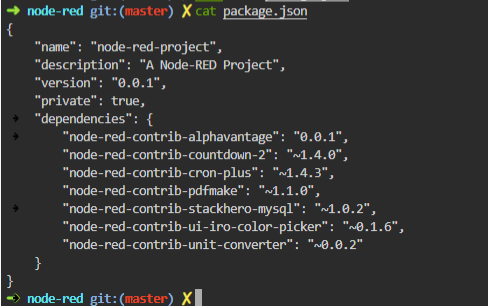 ➜ node-red git:(master) ✗ cat package.json
{
    "name": "node-red-project",
    "description": "A Node-RED Project",
    "version": "0.0.1",
    "private": true,
    "dependencies": {
        "node-red-contrib-alphavantage": "0.0.1",
        "node-red-contrib-countdown-2": "~1.4.0",
        "node-red-contrib-cron-plus": "~1.4.3",
        "node-red-contrib-pdfmake": "~1.1.0",
        "node-red-contrib-stackhero-mysql": "~1.0.2",
        "node-red-contrib-ui-iro-color-picker": "~0.1.6",
        "node-red-contrib-unit-converter": "~0.0.2"
    }
}
➜ node-red git:(master) ✗